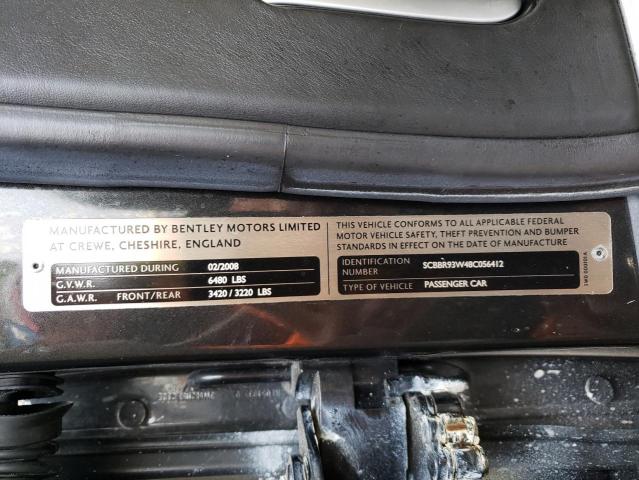 MANUFACTURED BY BENTLEY MOTORS LIMITED
AT CREWE, CHESHIRE, ENGLAND
MANUFACTURED DURING 02/2008
G.V.W.R. 6480 LBS
G.A.W.R. FRONT/REAR 3420 / 3220 LBS
THIS VEHICLE CONFORMS TO ALL APPLICABLE FEDERAL
MOTOR VEHICLE SAFETY, THEFT PREVENTION AND BUMPER
STANDARDS IN EFFECT ON THE DATE OF MANUFACTURE
IDENTIFICATION
NUMBER
SCBBR93W48C056412
TYPE OF VEHICLE PASSENGER CAR